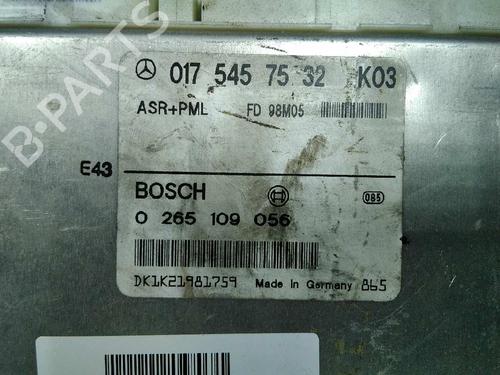 B-PARTS
017 545 75 32 K03
ASR+PML FD 98M05
E43
BOSCH
085
0 265 109 056
DK1K21981759 Made in Germany 865